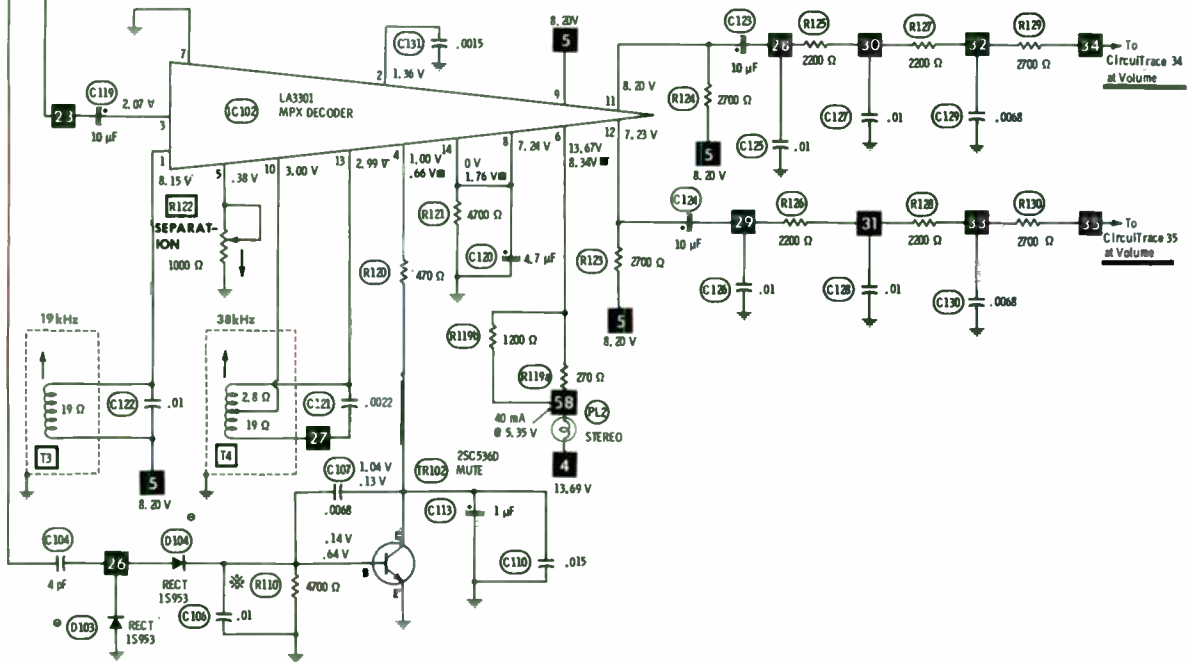 C123
R125
R127
R129
8.20V
5
C131
.0015
7
2
1.36 V
28
30
32
34
To
CircuiTrace 34
at Volume
10 µF
2200 Ω
2200 Ω
2700 Ω
9
8.20 V
11
R124
2700 Ω
C119
2.07 V
23
10 µF
3
IC102
LA3301
MPX DECODER
C127
.01
C129
.0068
12
7.23 V
C125
.01
5
8.20 V
1
8.15 V
5
.38 V
10
3.00 V
13
2.99 V
4
1.00 V
.66 V
14
0 V
1.76 V
8
7.24 V
6
13.67V
8.34V
R122
SEPARAT-
ION
1000 Ω
R121
4700 Ω
C120
4.7 µF
R120
470 Ω
C124
R126
R128
R130
29
31
33
35
To
CircuiTrace 35
at Volume
10 µF
2200 Ω
2200 Ω
2700 Ω
R123
2700 Ω
C126
.01
C128
.01
C130
.0068
5
8.20 V
19kHz
38kHz
R119b
1200 Ω
R119a
270 Ω
19 Ω
C122
.01
2.8 Ω
19 Ω
C121
.0022
58
40 mA
@ 5.35 V
PL2
STEREO
T3
T4
27
5
8.20 V
4
13.69 V
2SC536D
TR102
MUTE
C107
1.04 V
.13 V
.0068
C113
1 µF
C110
.015
C104
4 pF
26
D104
RECT
1S953
※
R110
4700 Ω
.14 V
.64 V
B
E
C106
.01
D103
RECT
1S953